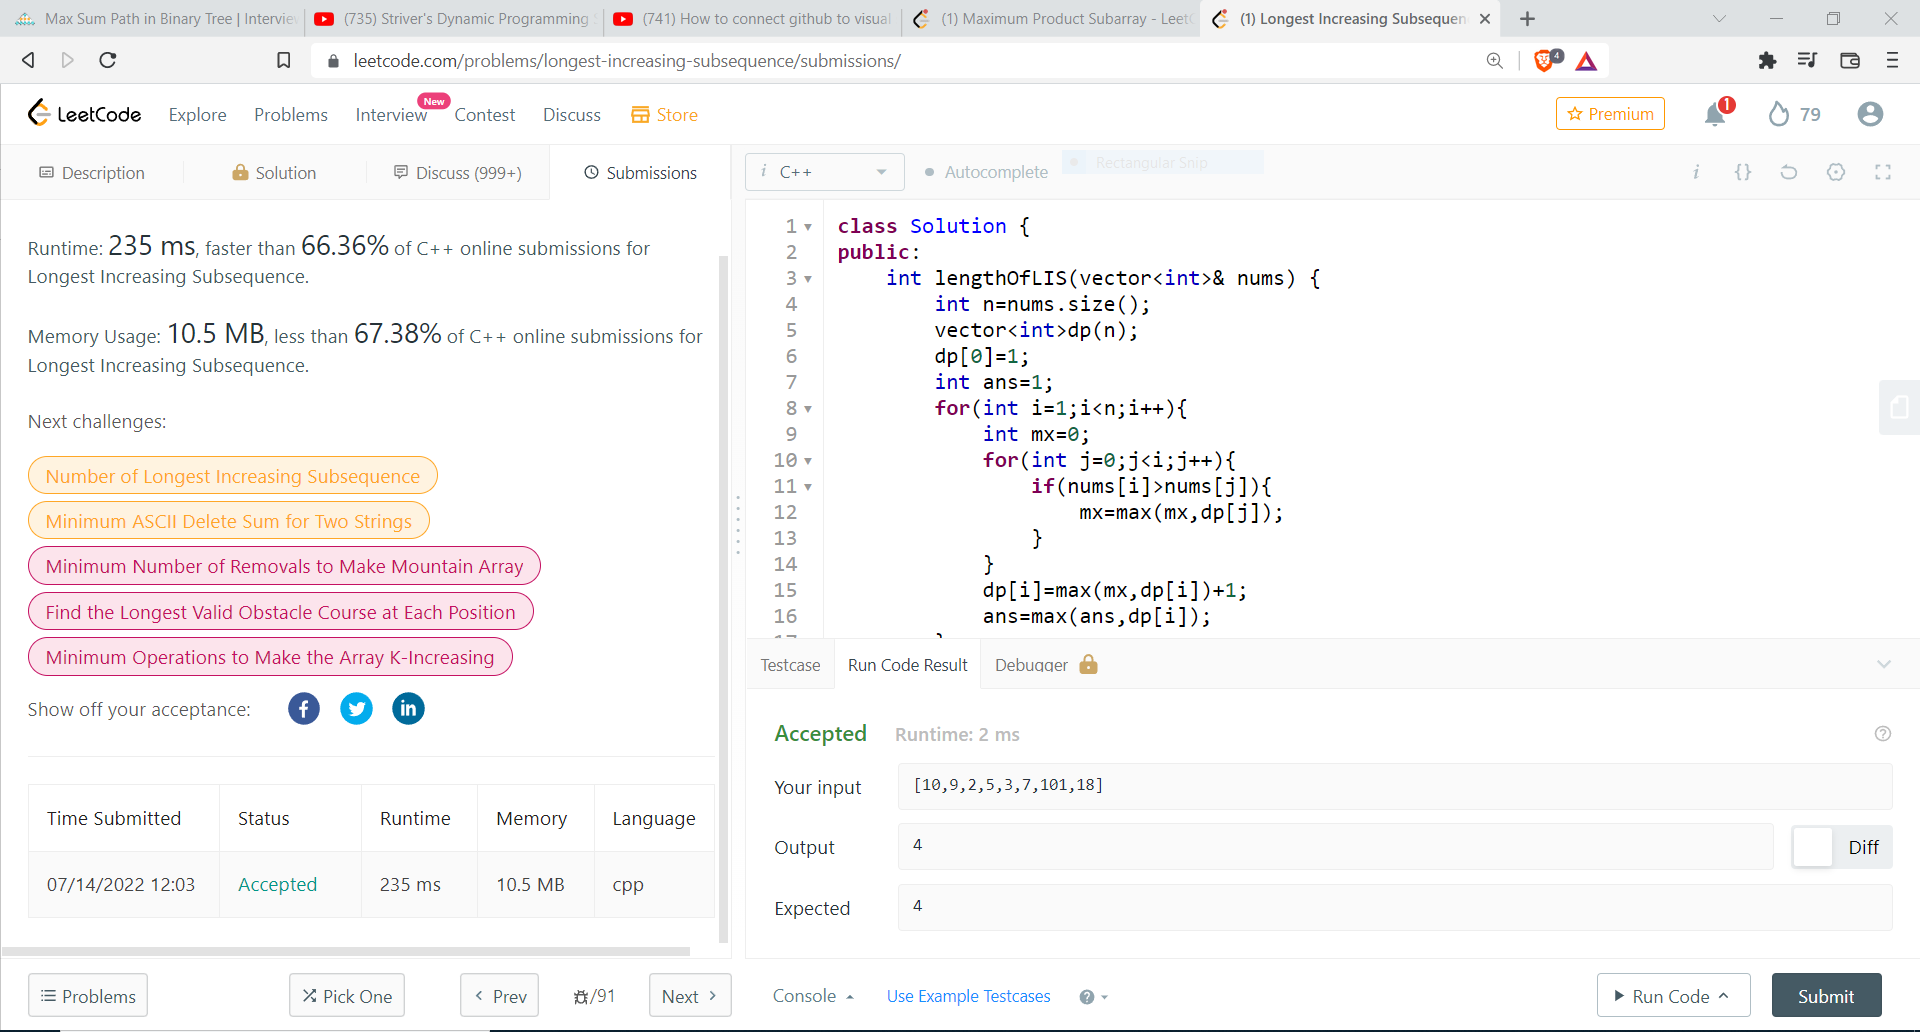 Max Sum Path in Binary Tree | Intervie
(735) Striver's Dynamic Programming
(741) How to connect github to visual
(1) Maximum Product Subarray - Leet
(1) Longest Increasing Subsequen
leetcode.com/problems/longest-increasing-subsequence/submissions/
4
LeetCode
Explore
Problems
Interview
New
Contest
Discuss
Store
Premium
1
79
Description
Solution
Discuss (999+)
Submissions
i C++
Autocomplete
Rectangular Snip
i {}
Runtime: 235 ms, faster than 66.36% of C++ online submissions for
Longest Increasing Subsequence.
Memory Usage: 10.5 MB, less than 67.38% of C++ online submissions for
Longest Increasing Subsequence.
Next challenges:
Number of Longest Increasing Subsequence
Minimum ASCII Delete Sum for Two Strings
Minimum Number of Removals to Make Mountain Array
Find the Longest Valid Obstacle Course at Each Position
Minimum Operations to Make the Array K-Increasing
Show off your acceptance:
Time Submitted Status Runtime Memory Language
07/14/2022 12:03 Accepted 235 ms 10.5 MB cpp
1 class Solution {
2 public:
3 int lengthOfLIS(vector<int>& nums) {
4 int n=nums.size();
5 vector<int>dp(n);
6 dp[0]=1;
7 int ans=1;
8 for(int i=1;i<n;i++){
9 int mx=0;
10 for(int j=0;j<i;j++){
11 if(nums[i]>nums[j]){
12 mx=max(mx,dp[j]);
13 }
14 }
15 dp[i]=max(mx,dp[i])+1;
16 ans=max(ans,dp[i]);
Testcase
Run Code Result
Debugger
Accepted Runtime: 2 ms
Your input [10,9,2,5,3,7,101,18]
Output 4
Diff
Expected 4
Problems
Pick One
Prev
/91
Next
Console
Use Example Testcases
Run Code
Submit